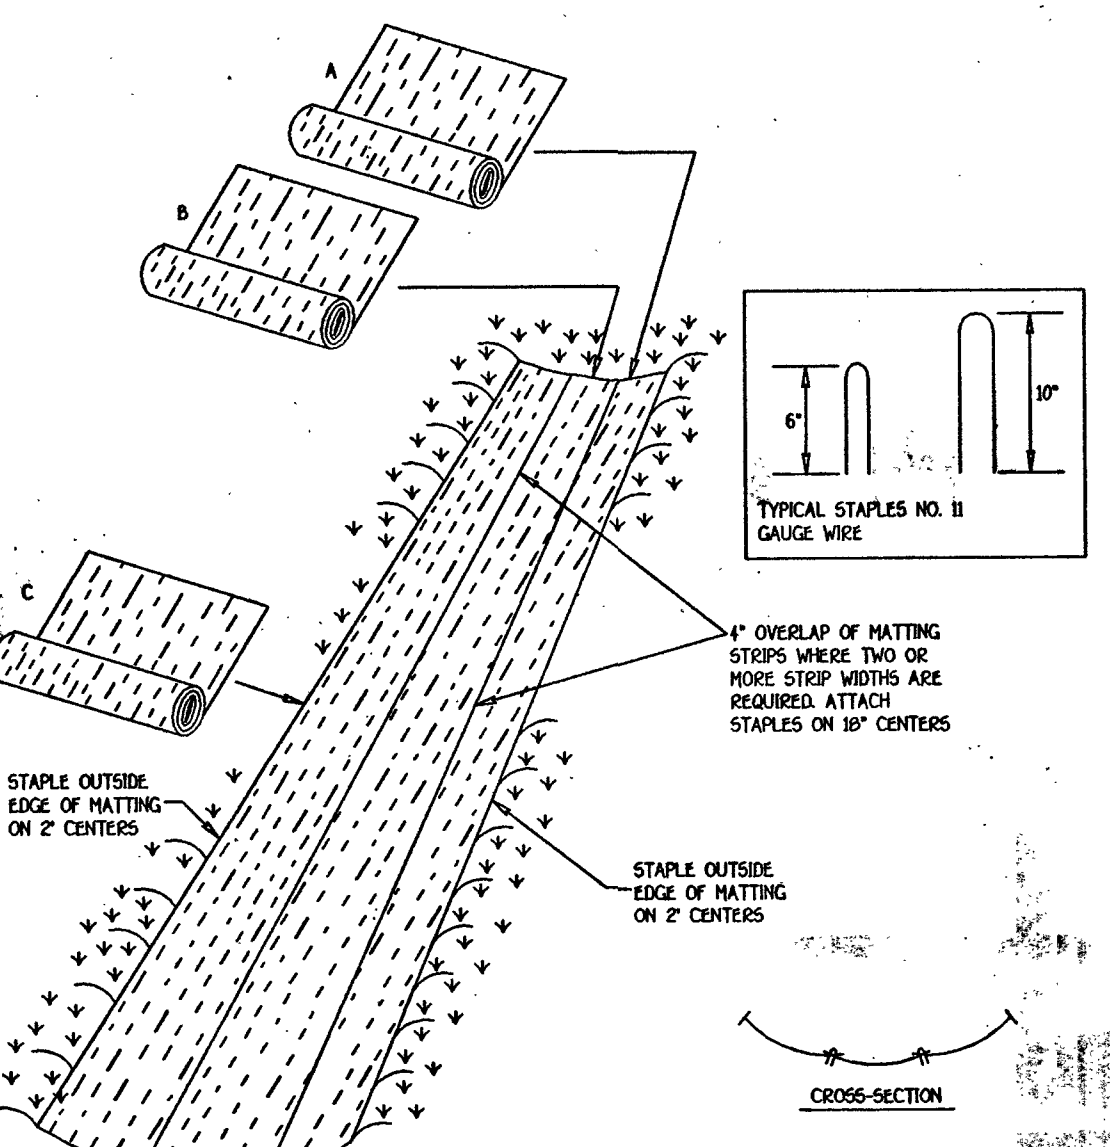 A
B
6"
10"
TYPICAL STAPLES NO. 11
GAUGE WIRE
C
4" OVERLAP OF MATTING
STRIPS WHERE TWO OR
MORE STRIP WIDTHS ARE
REQUIRED. ATTACH
STAPLES ON 18" CENTERS
STAPLE OUTSIDE
EDGE OF MATTING
ON 2' CENTERS
STAPLE OUTSIDE
EDGE OF MATTING
ON 2' CENTERS
CROSS-SECTION